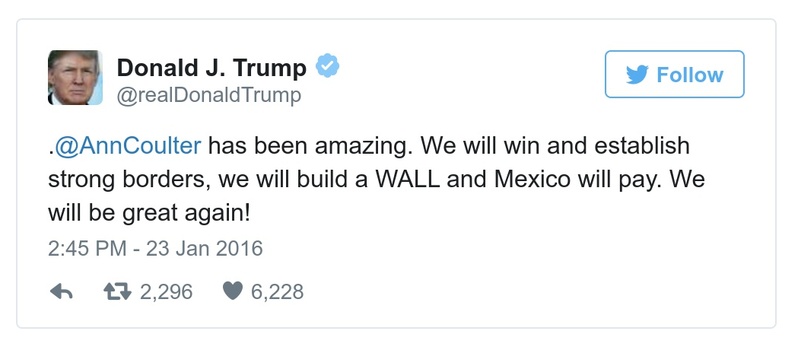 Donald J. Trump
@realDonaldTrump
Follow
.@AnnCoulter has been amazing. We will win and establish
strong borders, we will build a WALL and Mexico will pay. We
will be great again!
2:45 PM - 23 Jan 2016
2,296 6,228